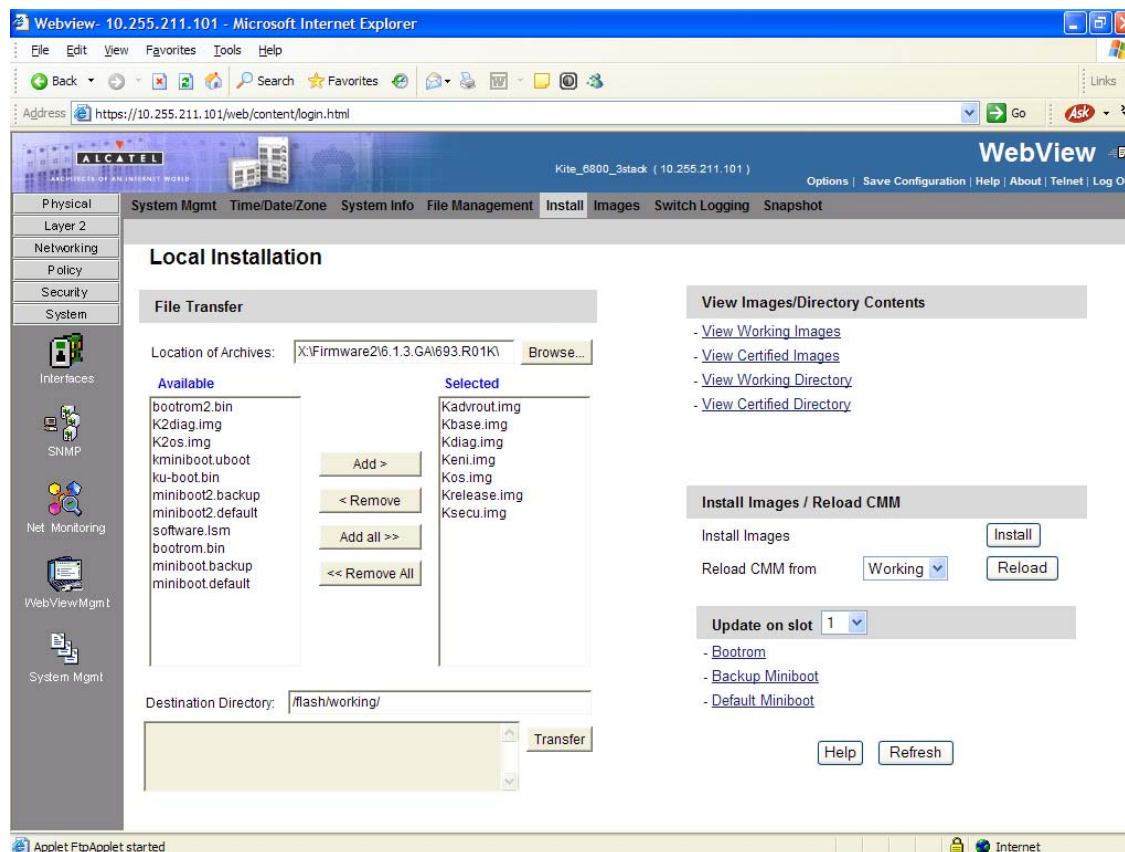 Webview- 10.255.211.101 - Microsoft Internet Explorer
File Edit View Favorites Tools Help
Back Search Favorites Links
Address https://10.255.211.101/web/content/login.html Go Ask
ALCATEL
ARCHITECTS OF AN INTERNET WORLD
Kite_6800_3stack ( 10.255.211.101 )
WebView
Options | Save Configuration | Help | About | Telnet | Log O
Physical
Layer 2
Networking
Policy
Security
System
Interfaces
SNMP
Net Monitoring
WebViewMgmt
System Mgmt
System Mgmt Time/Date/Zone System Info File Management Install Images Switch Logging Snapshot
Local Installation
File Transfer
Location of Archives: X:\Firmware2\6.1.3.GA\693.R01K\ Browse...
Available
bootrom2.bin
K2diag.img
K2os.img
kminiboot.uboot
ku-boot.bin
miniboot2.backup
miniboot2.default
software.lsm
bootrom.bin
miniboot.backup
miniboot.default
Add >
< Remove
Add all >>
<< Remove All
Selected
Kadvrout.img
Kbase.img
Kdiag.img
Keni.img
Kos.img
Krelease.img
Ksecu.img
Destination Directory: /flash/working/
Transfer
View Images/Directory Contents
- View Working Images
- View Certified Images
- View Working Directory
- View Certified Directory
Install Images / Reload CMM
Install Images Install
Reload CMM from Working Reload
Update on slot 1
- Bootrom
- Backup Miniboot
- Default Miniboot
Help Refresh
Applet FtpApplet started Internet